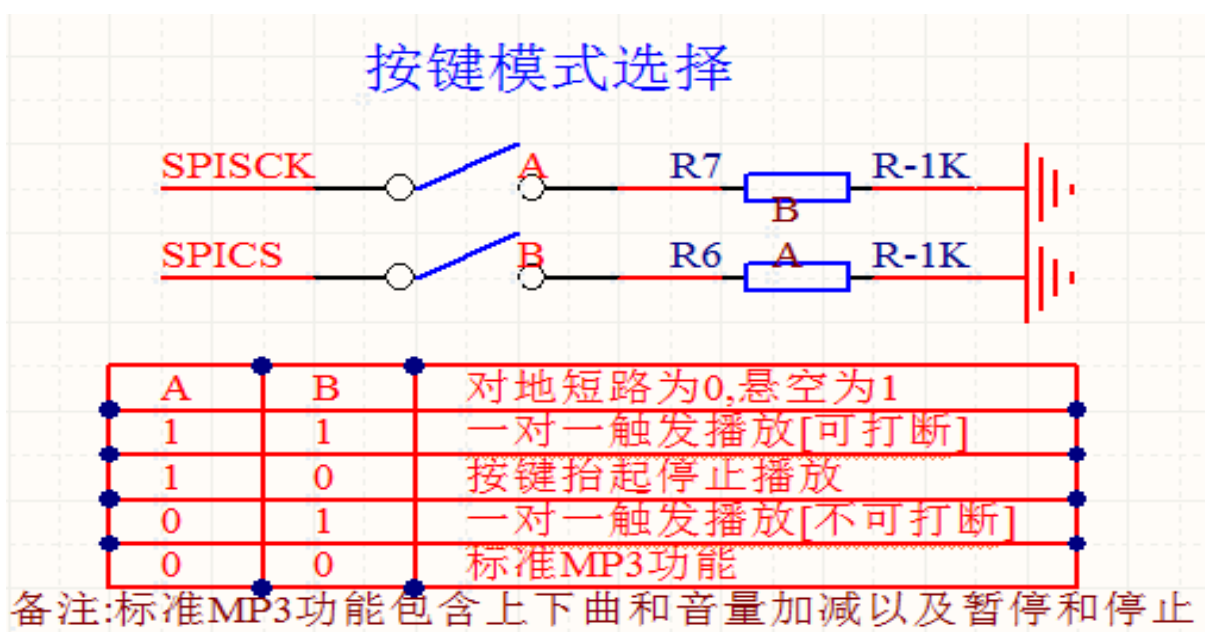 按键模式选择
SPISCK A R7 R-1K
B
SPICS B R6 A R-1K
A B 对地短路为0,悬空为1
1 1 一对一触发播放[可打断]
1 0 按键抬起停止播放
0 1 一对一触发播放[不可打断]
0 0 标准MP3功能
备注:标准MP3功能包含上下曲和音量加减以及暂停和停止